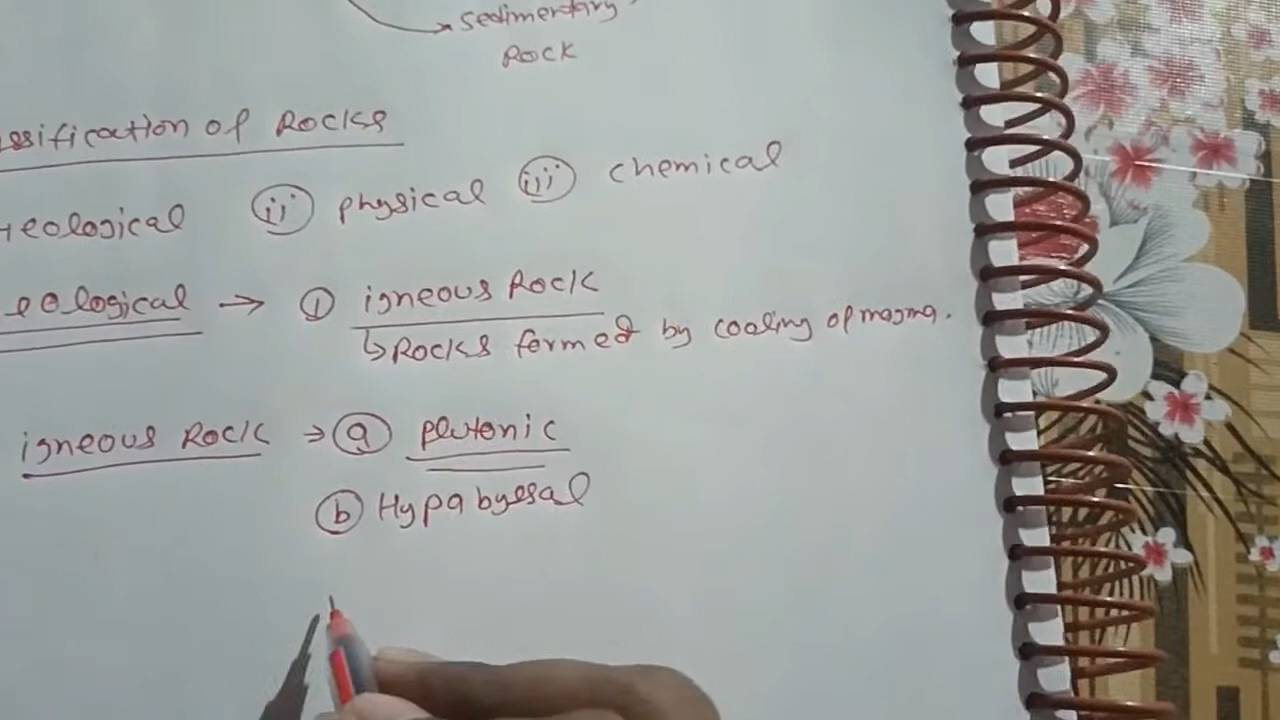 Sedimentary
Rock
ssification of Rocks
eological (ii) physical (iii) chemical
eological → (1) igneous Rock
↳ Rocks formed by cooling of magma.
igneous Rock ⇒ (a) plutonic
(b) Hypabyssal